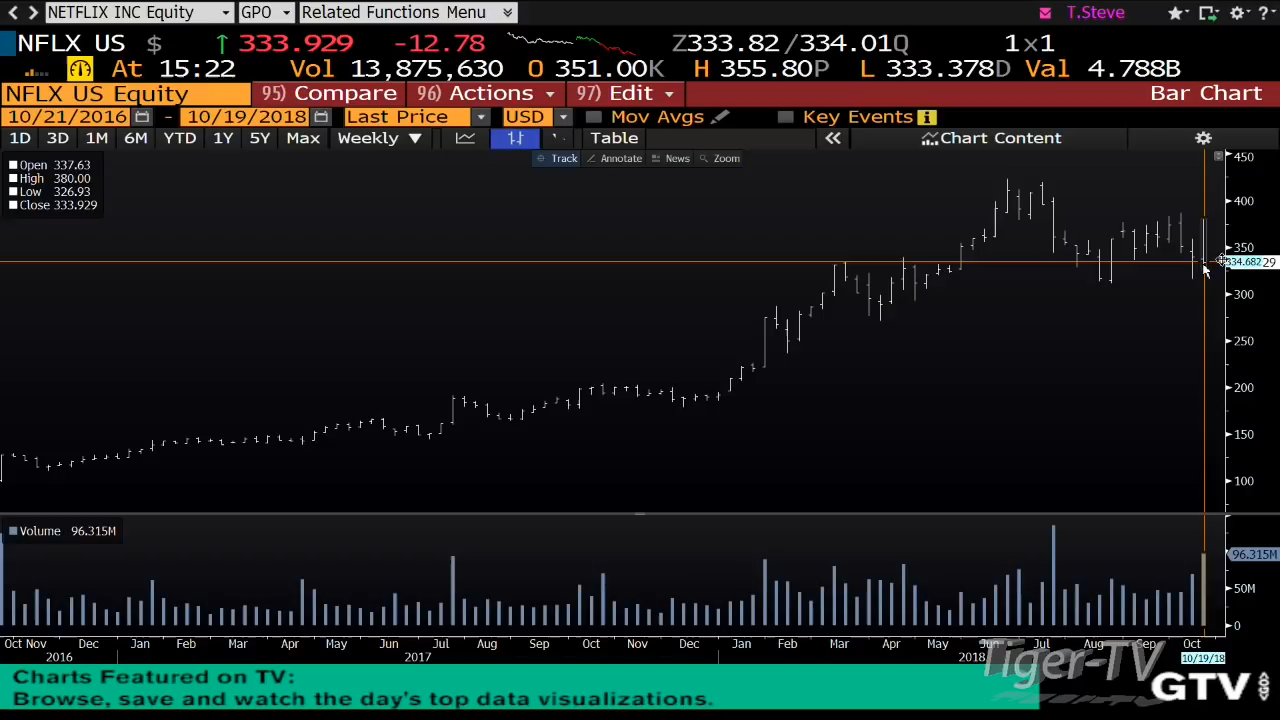 NETFLIX INC Equity GPO Related Functions Menu T.Steve
NFLX US $ ↑ 333.929 -12.78 Z333.82 /334.01Q 1×1
At 15:22 Vol 13,875,630 O 351.00K H 355.80P L 333.378D Val 4.788B
NFLX US Equity 95) Compare 96) Actions 97) Edit Bar Chart
10/21/2016 - 10/19/2018 Last Price USD Mov Avgs Key Events
1D 3D 1M 6M YTD 1Y 5Y Max Weekly ▼ Table « Chart Content
Track Annotate News Zoom
Open 337.63
High 380.00
Low 326.93
Close 333.929
450
400
350
334.682 29
300
250
200
150
100
Volume 96.315M
96.315M
50M
0
Oct Nov Dec Jan Feb Mar Apr May Jun Jul Aug Sep Oct Nov Dec Jan Feb Mar Apr May Jun Jul Aug Sep Oct
2016 2017 2018 10/19/18
Tiger-TV
Charts Featured on TV:
Browse, save and watch the day's top data visualizations.
GTV